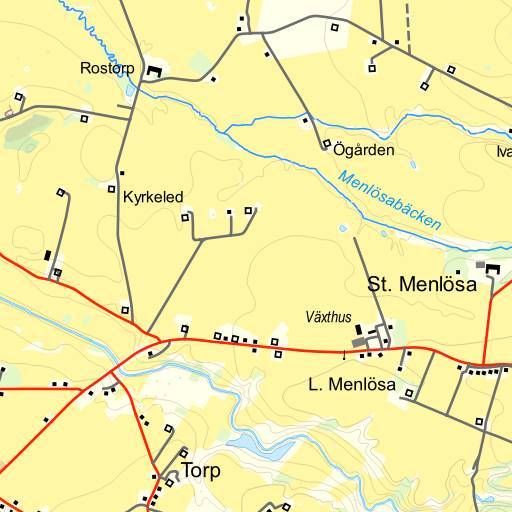 Rostorp
Ögården
Iva
Kyrkeled
Menlösabäcken
St. Menlösa
Växthus
L. Menlösa
Torp